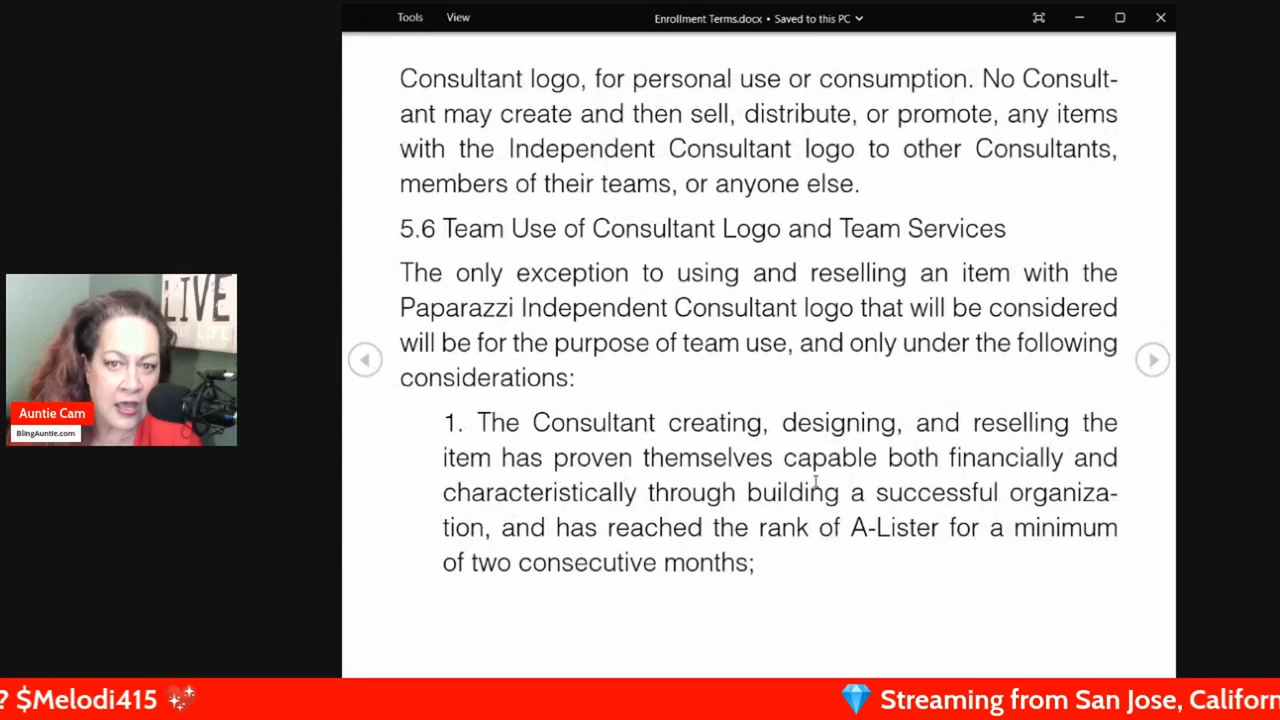 Tools View Enrollment Terms.docx • Saved to this PC
Consultant logo, for personal use or consumption. No Consult-
ant may create and then sell, distribute, or promote, any items
with the Independent Consultant logo to other Consultants,
members of their teams, or anyone else.
5.6 Team Use of Consultant Logo and Team Services
The only exception to using and reselling an item with the
Paparazzi Independent Consultant logo that will be considered
will be for the purpose of team use, and only under the following
considerations:
1. The Consultant creating, designing, and reselling the
item has proven themselves capable both financially and
characteristically through building a successful organiza-
tion, and has reached the rank of A-Lister for a minimum
of two consecutive months;
LIVE
LIFE
Auntie Cam
BlingAuntie.com
? $Melodi415 💖 💎 Streaming from San Jose, Californ